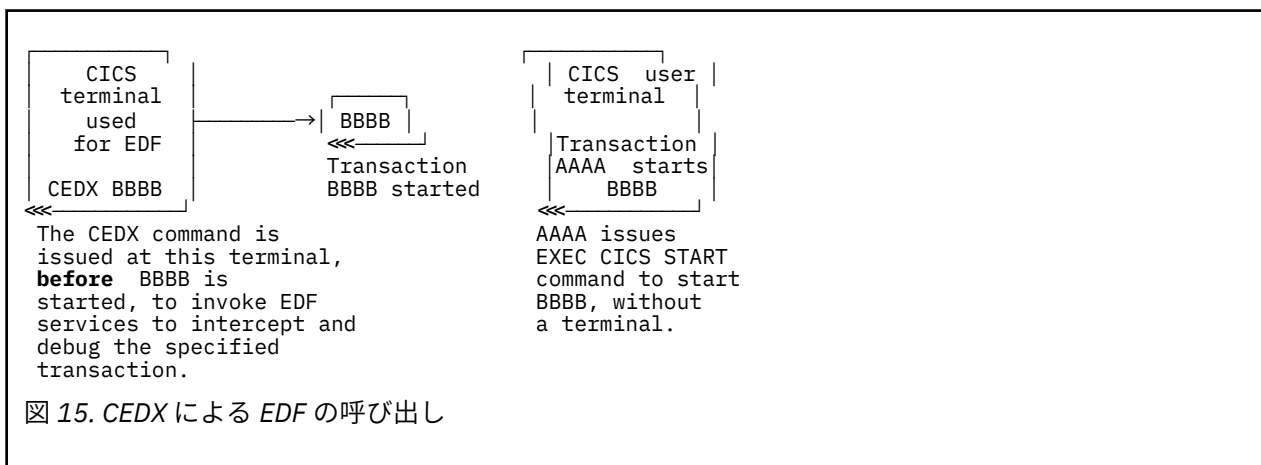 CICS
terminal
used
for EDF
CEDX BBBB
BBBB
Transaction
BBBB started
CICS user
terminal
Transaction
AAAA starts
BBBB
The CEDX command is
issued at this terminal,
before BBBB is
started, to invoke EDF
services to intercept and
debug the specified
transaction.
AAAA issues
EXEC CICS START
command to start
BBBB, without
a terminal.
図 15. CEDX による EDF の呼び出し